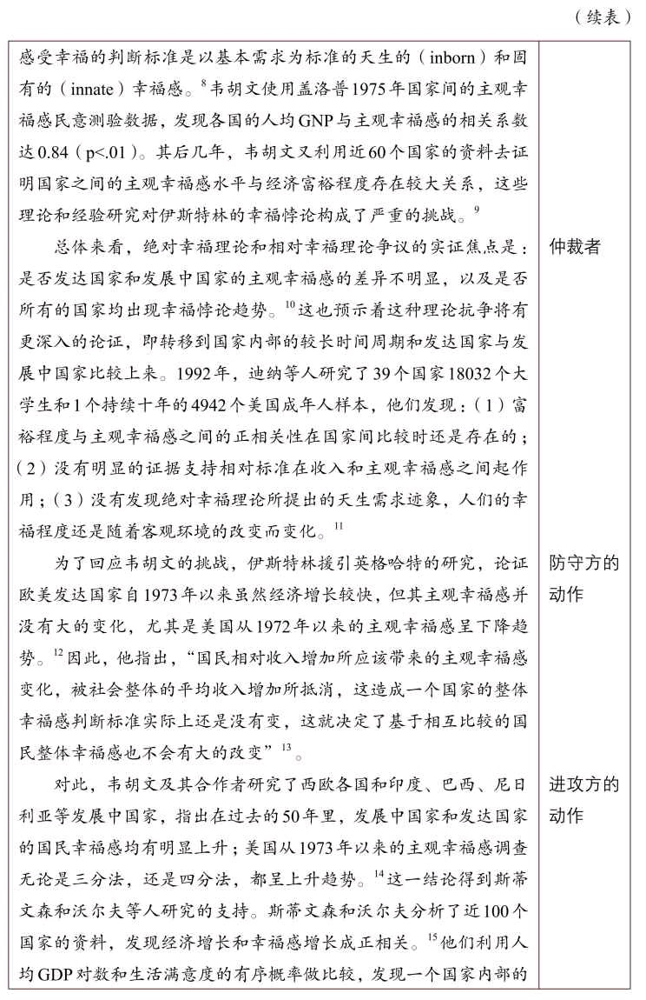 （续表）
感受幸福的判断标准是以基本需求为标准的天生的（inborn）和固
有的（innate）幸福感。8韦胡文使用盖洛普1975年国家间的主观幸
福感民意测验数据，发现各国的人均GNP与主观幸福感的相关系数
达0.84（p<.01）。其后几年，韦胡文又利用近60个国家的资料去证
明国家之间的主观幸福感水平与经济富裕程度存在较大关系，这些
理论和经验研究对伊斯特林的幸福悖论构成了严重的挑战。9
总体来看，绝对幸福理论和相对幸福理论争议的实证焦点是：
仲裁者
是否发达国家和发展中国家的主观幸福感的差异不明显，以及是否
所有的国家均出现幸福悖论趋势。10这也预示着这种理论抗争将有
更深入的论证，即转移到国家内部的较长时间周期和发达国家与发
展中国家比较上来。1992年，迪纳等人研究了39个国家18032个大
学生和1个持续十年的4942个美国成年人样本，他们发现：（1）富
裕程度与主观幸福感之间的正相关性在国家间比较时还是存在的；
（2）没有明显的证据支持相对标准在收入和主观幸福感之间起作
用；（3）没有发现绝对幸福理论所提出的天生需求迹象，人们的幸
福程度还是随着客观环境的改变而变化。11
为了回应韦胡文的挑战，伊斯特林援引英格哈特的研究，论证
防守方的
欧美发达国家自1973年以来虽然经济增长较快，但其主观幸福感并
动作
没有大的变化，尤其是美国从1972年以来的主观幸福感呈下降趋
势。12因此，他指出，“国民相对收入增加所应该带来的主观幸福感
变化，被社会整体的平均收入增加所抵消，这造成一个国家的整体
幸福感判断标准实际上还是没有变，这就决定了基于相互比较的国
民整体幸福感也不会有大的改变”13。
对此，韦胡文及其合作者研究了西欧各国和印度、巴西、尼日
进攻方的
利亚等发展中国家，指出在过去的50年里，发展中国家和发达国家
动作
的国民幸福感均有明显上升；美国从1973年以来的主观幸福感调查
无论是三分法，还是四分法，都呈上升趋势。14这一结论得到斯蒂
文森和沃尔夫等人研究的支持。斯蒂文森和沃尔夫分析了近100个
国家的资料，发现经济增长和幸福感增长成正相关。15他们利用人
均GDP对数和生活满意度的有序概率做比较，发现一个国家内部的